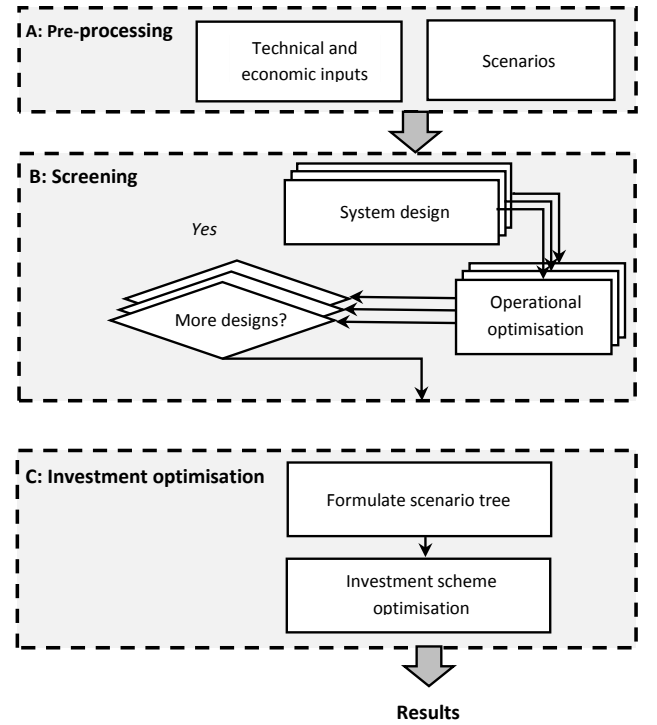 A: Pre-processing
Technical and
economic inputs
Scenarios
B: Screening
System design
Yes
Operational
optimisation
More designs?
C: Investment optimisation
Formulate scenario tree
Investment scheme
optimisation
Results